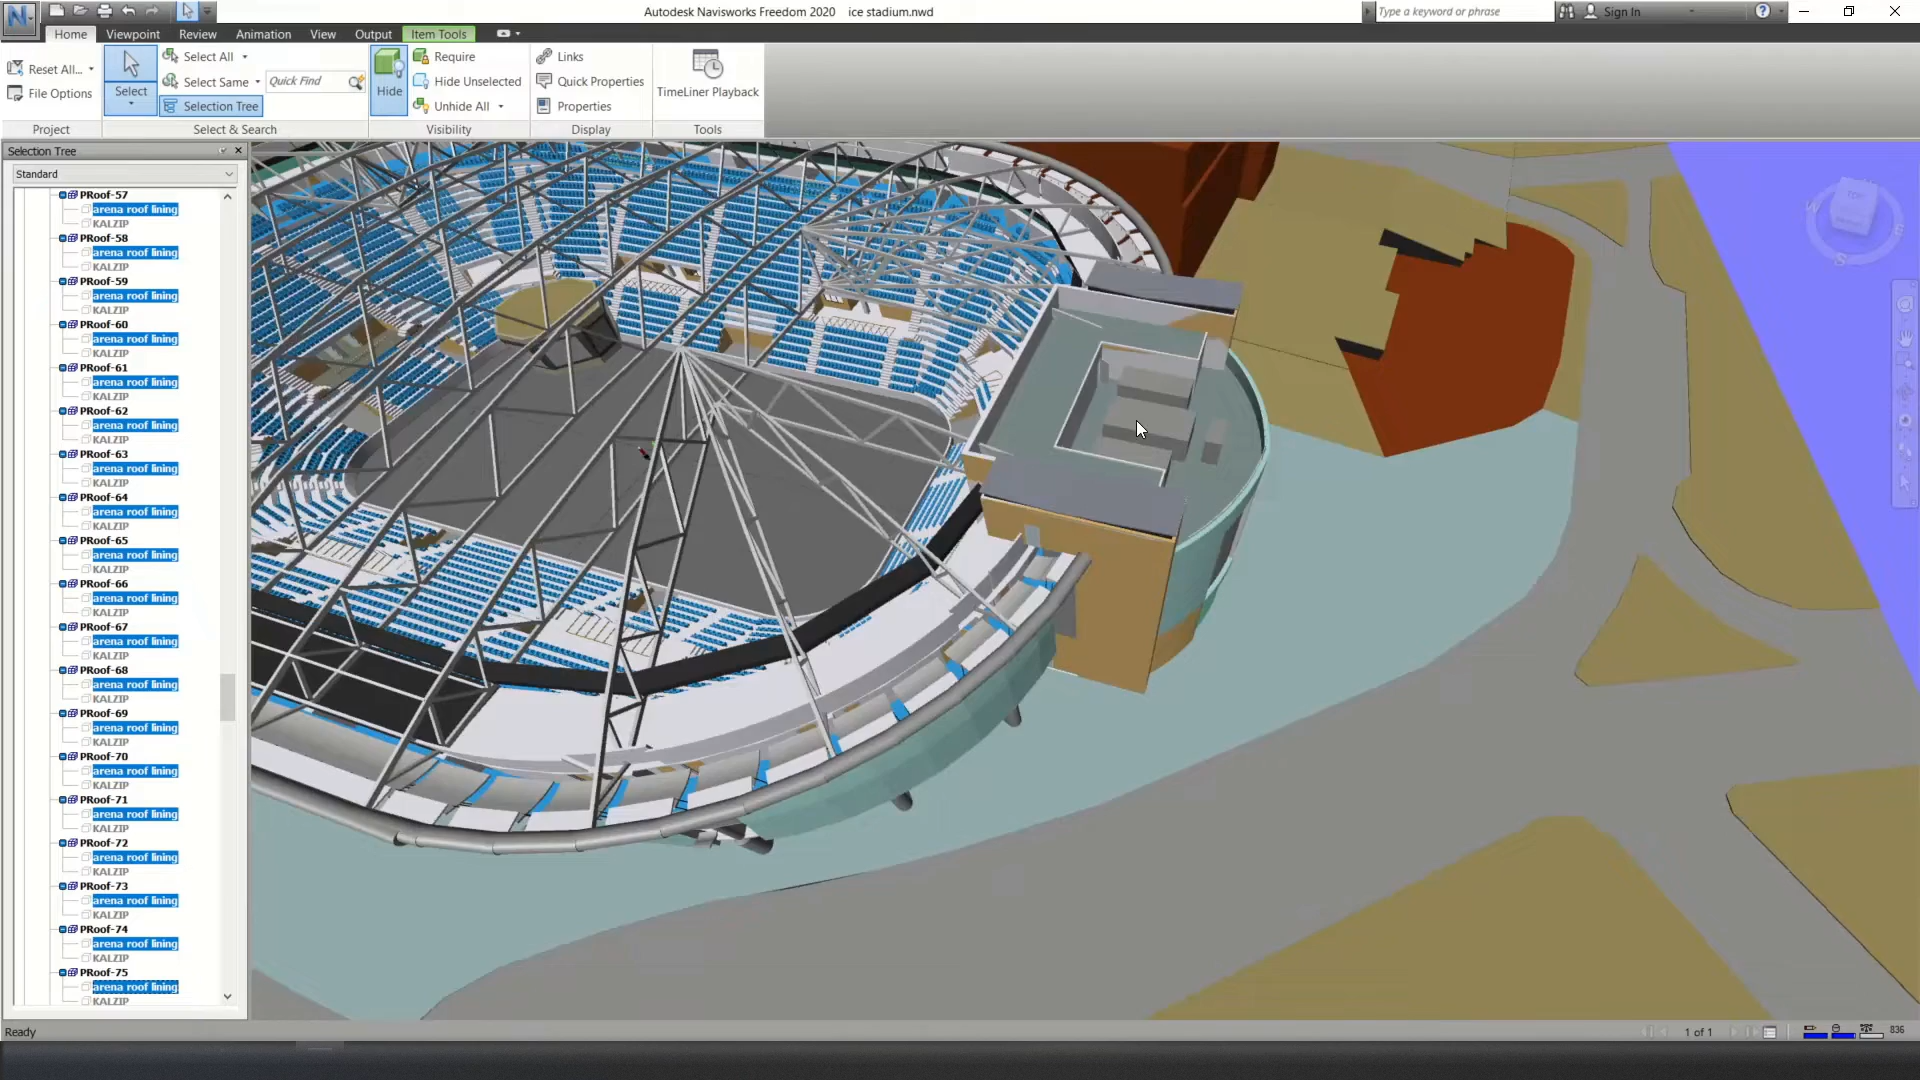 Autodesk Navisworks Freedom 2020 ice stadium.nwd
Type a keyword or phrase
Sign In
Home Viewpoint Review Animation View Output Item Tools
Reset All...
File Options
Project
Select
Select All
Select Same
Selection Tree
Quick Find
Select & Search
Hide
Require
Hide Unselected
Unhide All
Visibility
Links
Quick Properties
Properties
Display
TimeLiner Playback
Tools
Selection Tree
Standard
PRoof-57
arena roof lining
KALZIP
PRoof-58
arena roof lining
KALZIP
PRoof-59
arena roof lining
KALZIP
PRoof-60
arena roof lining
KALZIP
PRoof-61
arena roof lining
KALZIP
PRoof-62
arena roof lining
KALZIP
PRoof-63
arena roof lining
KALZIP
PRoof-64
arena roof lining
KALZIP
PRoof-65
arena roof lining
KALZIP
PRoof-66
arena roof lining
KALZIP
PRoof-67
arena roof lining
KALZIP
PRoof-68
arena roof lining
KALZIP
PRoof-69
arena roof lining
KALZIP
PRoof-70
arena roof lining
KALZIP
PRoof-71
arena roof lining
KALZIP
PRoof-72
arena roof lining
KALZIP
PRoof-73
arena roof lining
KALZIP
PRoof-74
arena roof lining
KALZIP
PRoof-75
arena roof lining
KALZIP
TOP
W
E
S
Ready
1 of 1
836